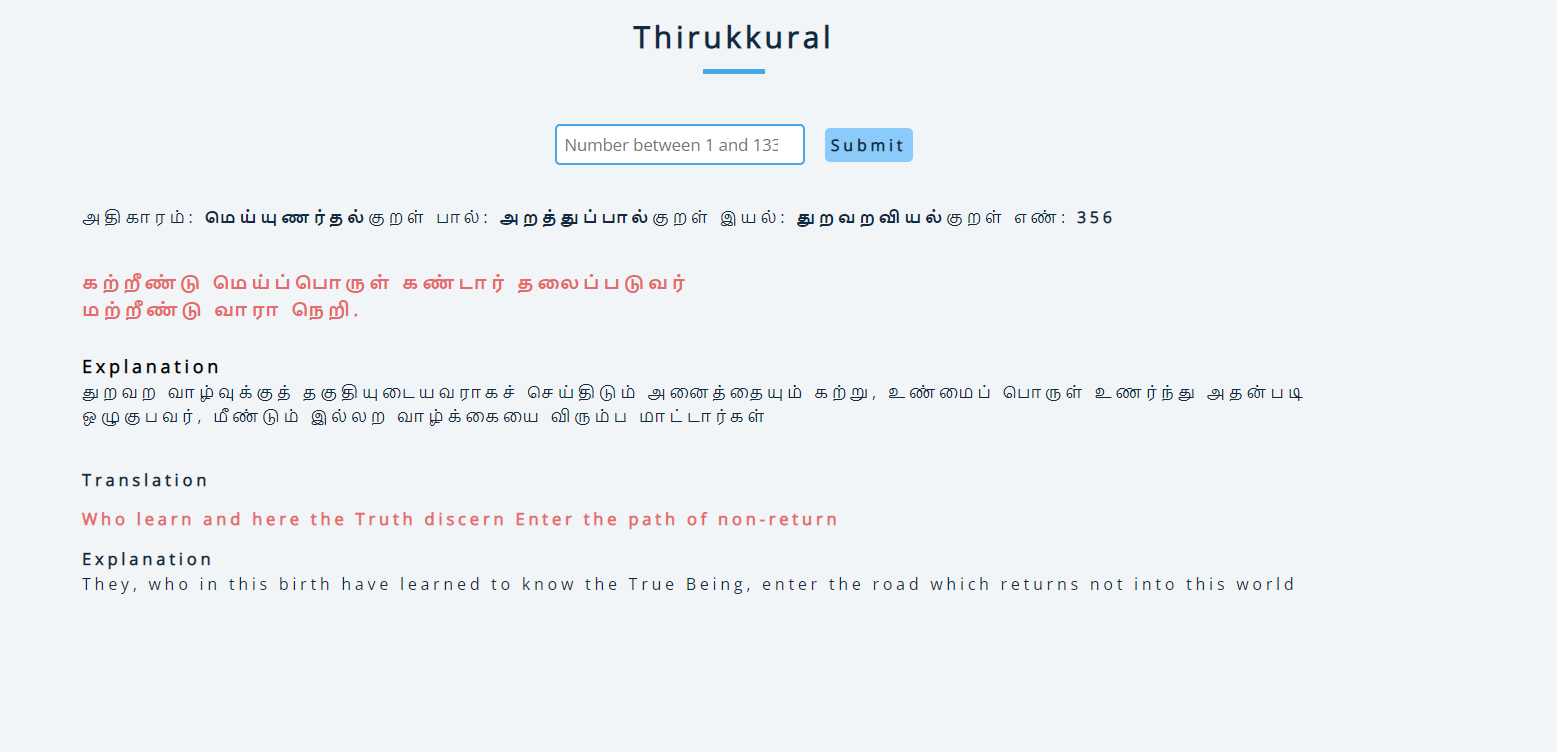 Thirukkural
Number between 1 and 133
Submit
அதிகாரம்: மெய்யுணர்தல்குறள் பால்: அறத்துப்பால்குறள் இயல்: துறவறவியல்குறள் எண்: 356
கற்றீண்டு மெய்ப்பொருள் கண்டார் தலைப்படுவர்
மற்றீண்டு வாரா நெறி.
Explanation
துறவற வாழ்வுக்குத் தகுதியுடையவராகச் செய்திடும் அனைத்தையும் கற்று, உண்மைப் பொருள் உணர்ந்து அதன்படி
ஒழுகுபவர், மீண்டும் இல்லற வாழ்க்கையை விரும்ப மாட்டார்கள்
Translation
Who learn and here the Truth discern Enter the path of non-return
Explanation
They, who in this birth have learned to know the True Being, enter the road which returns not into this world